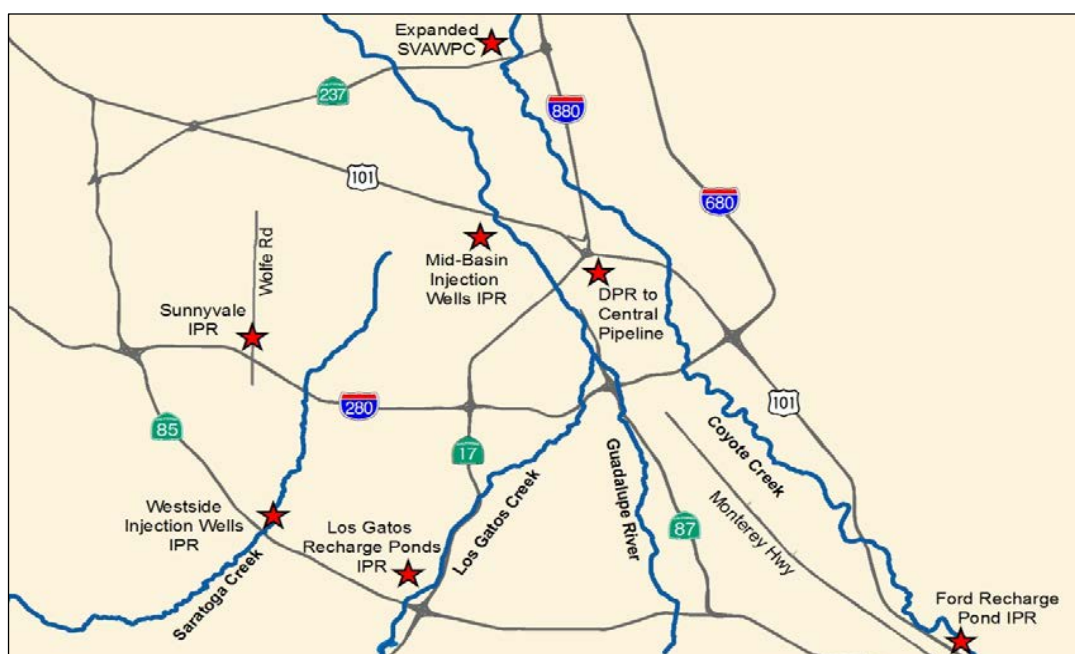 Expanded
SVAWPC
237
880
101
680
Wolfe Rd
Mid-Basin
Injection
Wells IPR
DPR to
Central
Pipeline
Sunnyvale
IPR
280
101
85
17
Coyote Creek
Guadalupe River
Los Gatos Creek
Monterey Hwy
87
Westside
Injection Wells
IPR
Los Gatos
Recharge Ponds
IPR
Saratoga Creek
Ford Recharge
Pond IPR